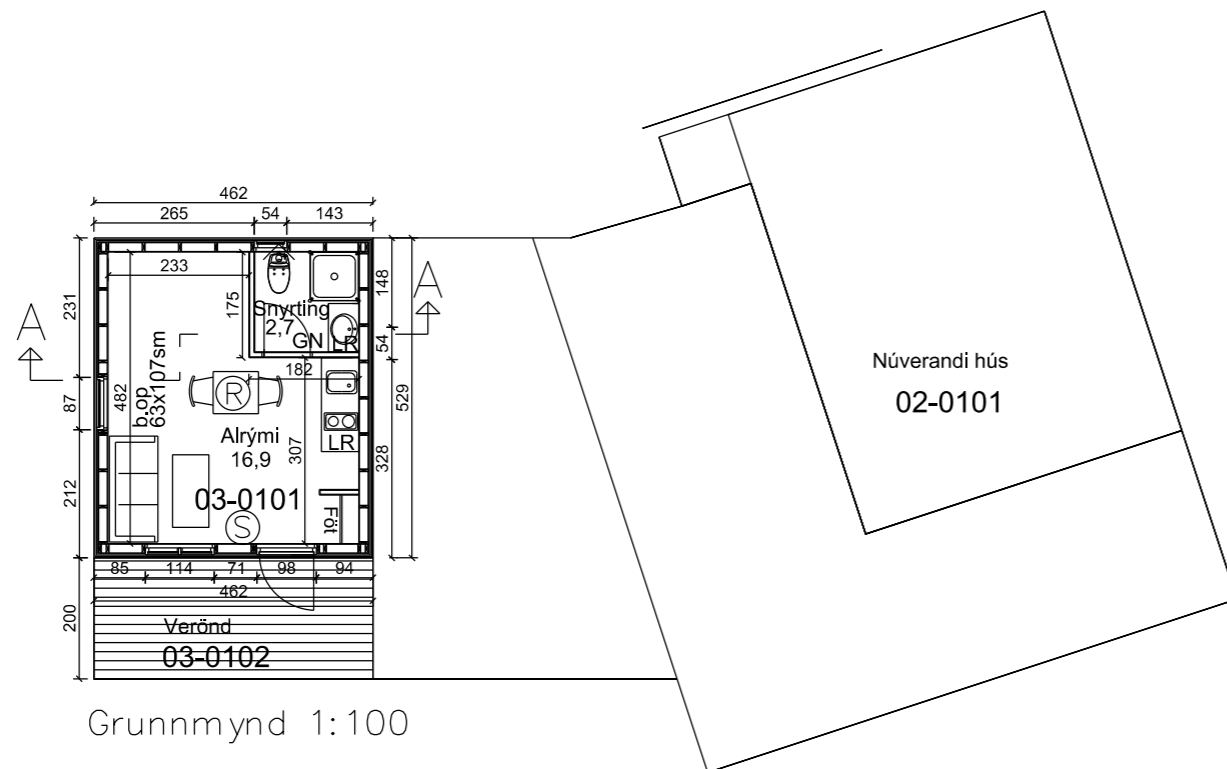 462
265 54 143
233
175
148
231
A
A
Snyrting
2,7
GN LR
54
182
b.op
63x107sm
482
87
R
529
Alrými
16,9
307
LR
328
212
03-0101
S
Föt
85 114 71 98 94
462
200
Verönd
03-0102
Núverandi hús
02-0101
Grunnmynd 1:100